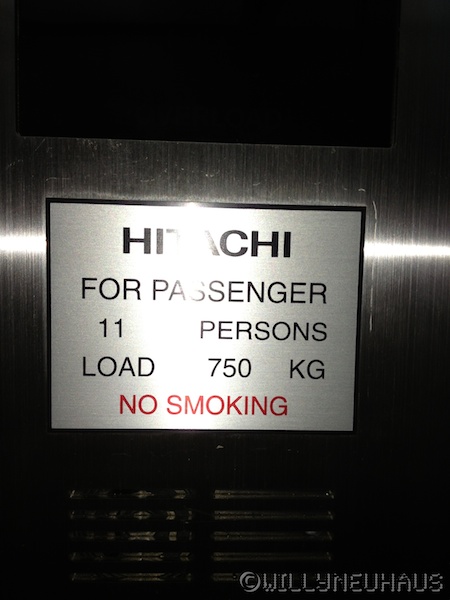 HITACHI
FOR PASSENGER
11 PERSONS
LOAD 750 KG
NO SMOKING
©WILLYNEUHAUS